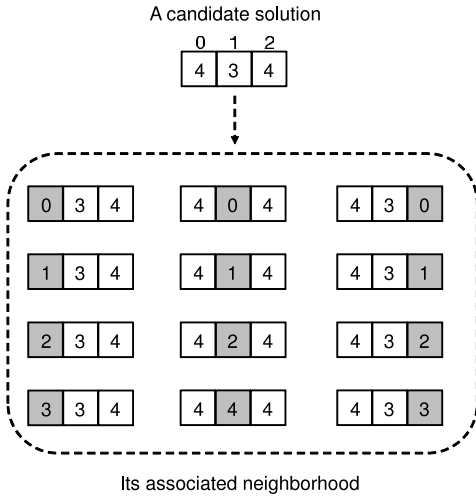 A candidate solution
0 1 2
4 3 4
0 3 4 4 0 4 4 3 0
1 3 4 4 1 4 4 3 1
2 3 4 4 2 4 4 3 2
3 3 4 4 4 4 4 3 3
Its associated neighborhood